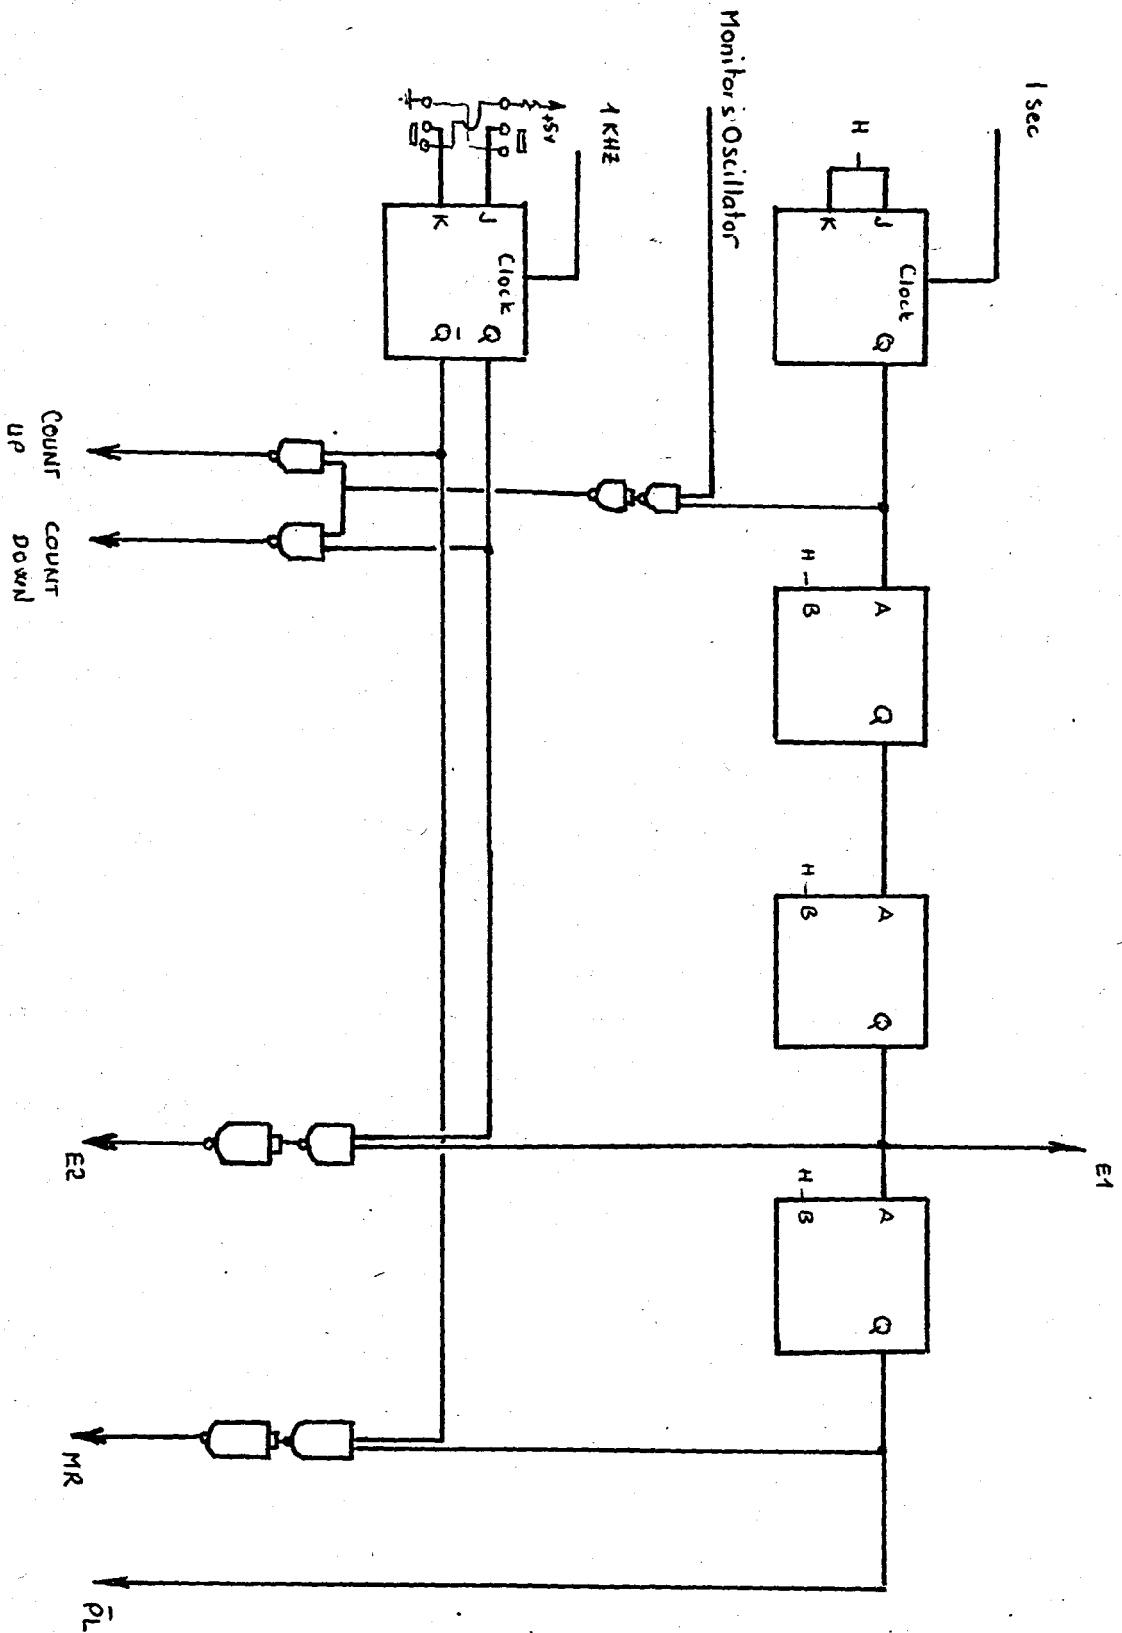 1 sec
H
J
K
Clock
Q
A
H
B
Q
A
H
B
Q
E1
A
H
B
Q
Monitor's Oscillator
1 KHZ
+5v
J
K
Clock
Q
Q̄
COUNT
UP
COUNT
DOWN
E2
MR
P̄L